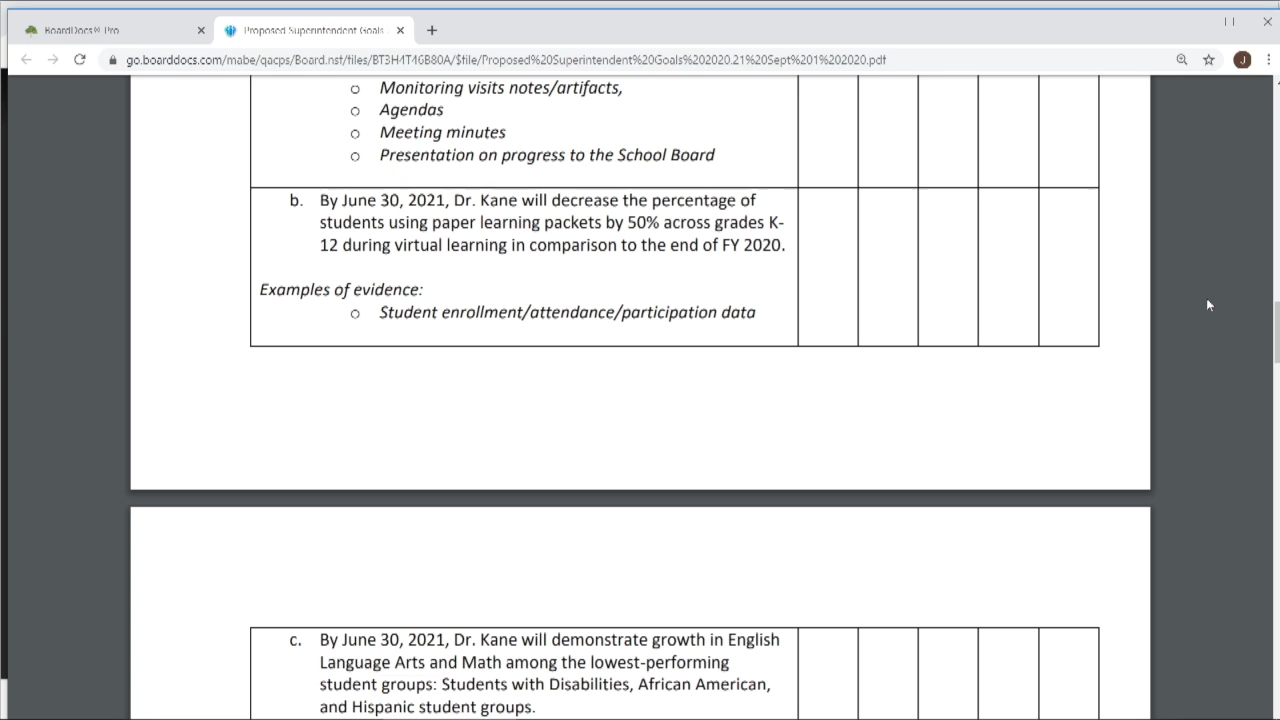 BoardDocs® Pro
Proposed Superintendent Goals
J
go.boarddocs.com/mabe/qacps/Board.nsf/files/BT3H4T46B80A/$file/Proposed%20Superintendent%20Goals%202020.21%20Sept%201%202020.pdf
o Monitoring visits notes/artifacts,
o Agendas
o Meeting minutes
o Presentation on progress to the School Board
b. By June 30, 2021, Dr. Kane will decrease the percentage of
students using paper learning packets by 50% across grades K-
12 during virtual learning in comparison to the end of FY 2020.
Examples of evidence:
o Student enrollment/attendance/participation data
c. By June 30, 2021, Dr. Kane will demonstrate growth in English
Language Arts and Math among the lowest-performing
student groups: Students with Disabilities, African American,
and Hispanic student groups.